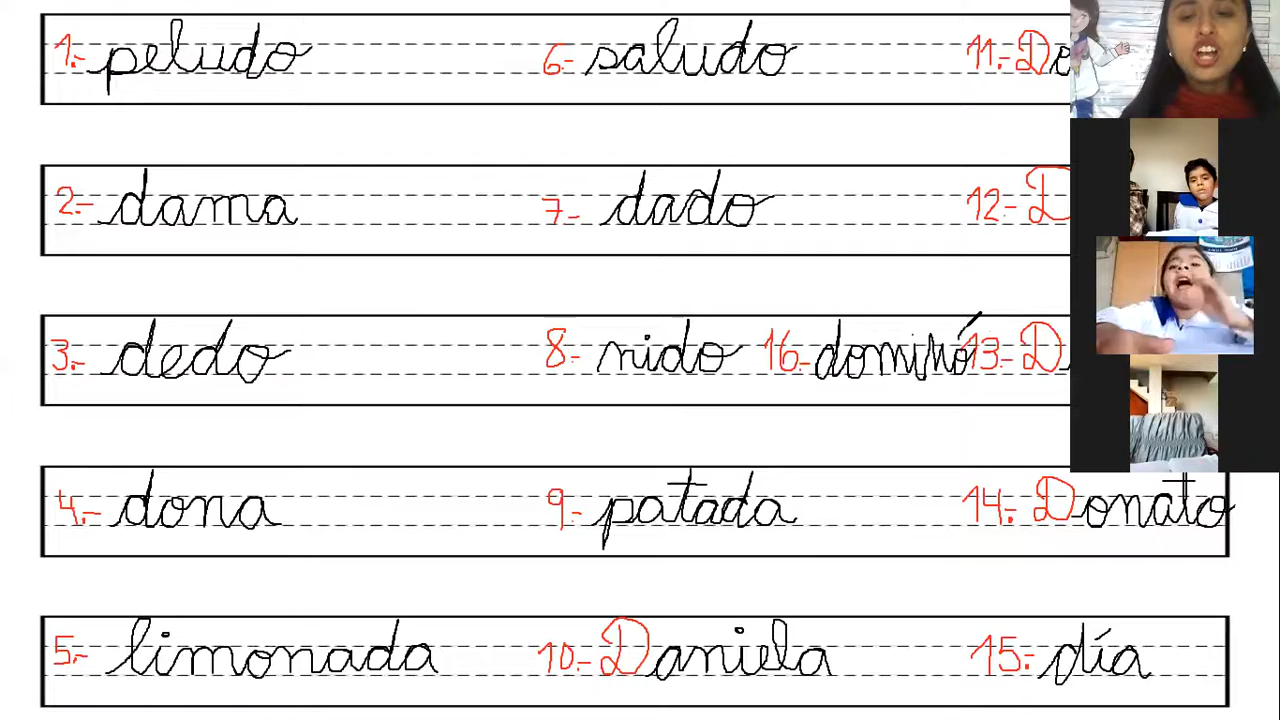 1.- peludo 6.- saludo 11.- D
2.- dama 7.- dado 12.- D
3.- dedo 8.- nido 16.- dominó 13.- D
4.- dona 9.- patada 14.- Donato
5.- limonada 10.- Daniela 15.- día